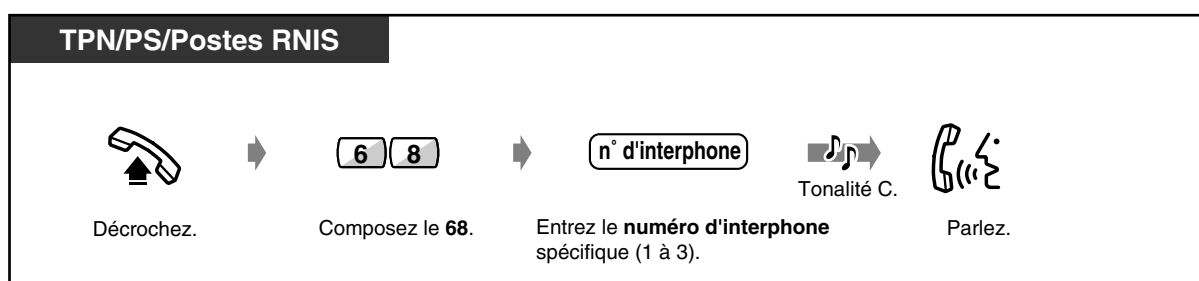 TPN/PS/Postes RNIS
6 8
n° d'interphone
Tonalité C.
Décrochez.
Composez le 68.
Entrez le numéro d'interphone
spécifique (1 à 3).
Parlez.